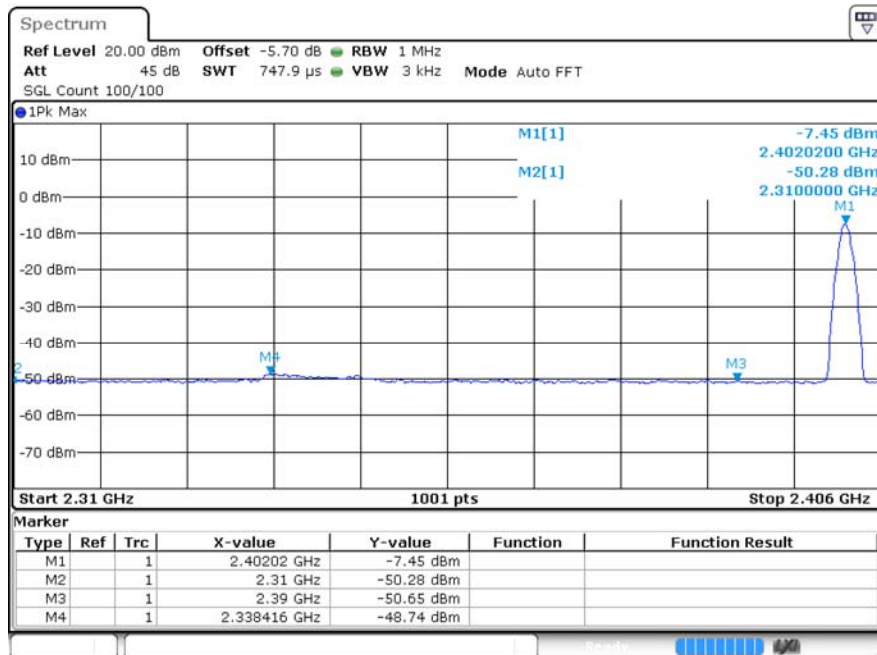 Spectrum
Ref Level 20.00 dBm Offset -5.70 dB RBW 1 MHz
Att 45 dB SWT 747.9 µs VBW 3 kHz Mode Auto FFT
SGL Count 100/100
1Pk Max
M1[1] -7.45 dBm
2.4020200 GHz
M2[1] -50.28 dBm
2.3100000 GHz
10 dBm
0 dBm
M1
-10 dBm
-20 dBm
-30 dBm
-40 dBm
M4
M3
2
-50 dBm
-60 dBm
-70 dBm
Start 2.31 GHz 1001 pts Stop 2.406 GHz
Marker
Type Ref Trc X-value Y-value Function Function Result
M1 1 2.40202 GHz -7.45 dBm
M2 1 2.31 GHz -50.28 dBm
M3 1 2.39 GHz -50.65 dBm
M4 1 2.338416 GHz -48.74 dBm
Ready